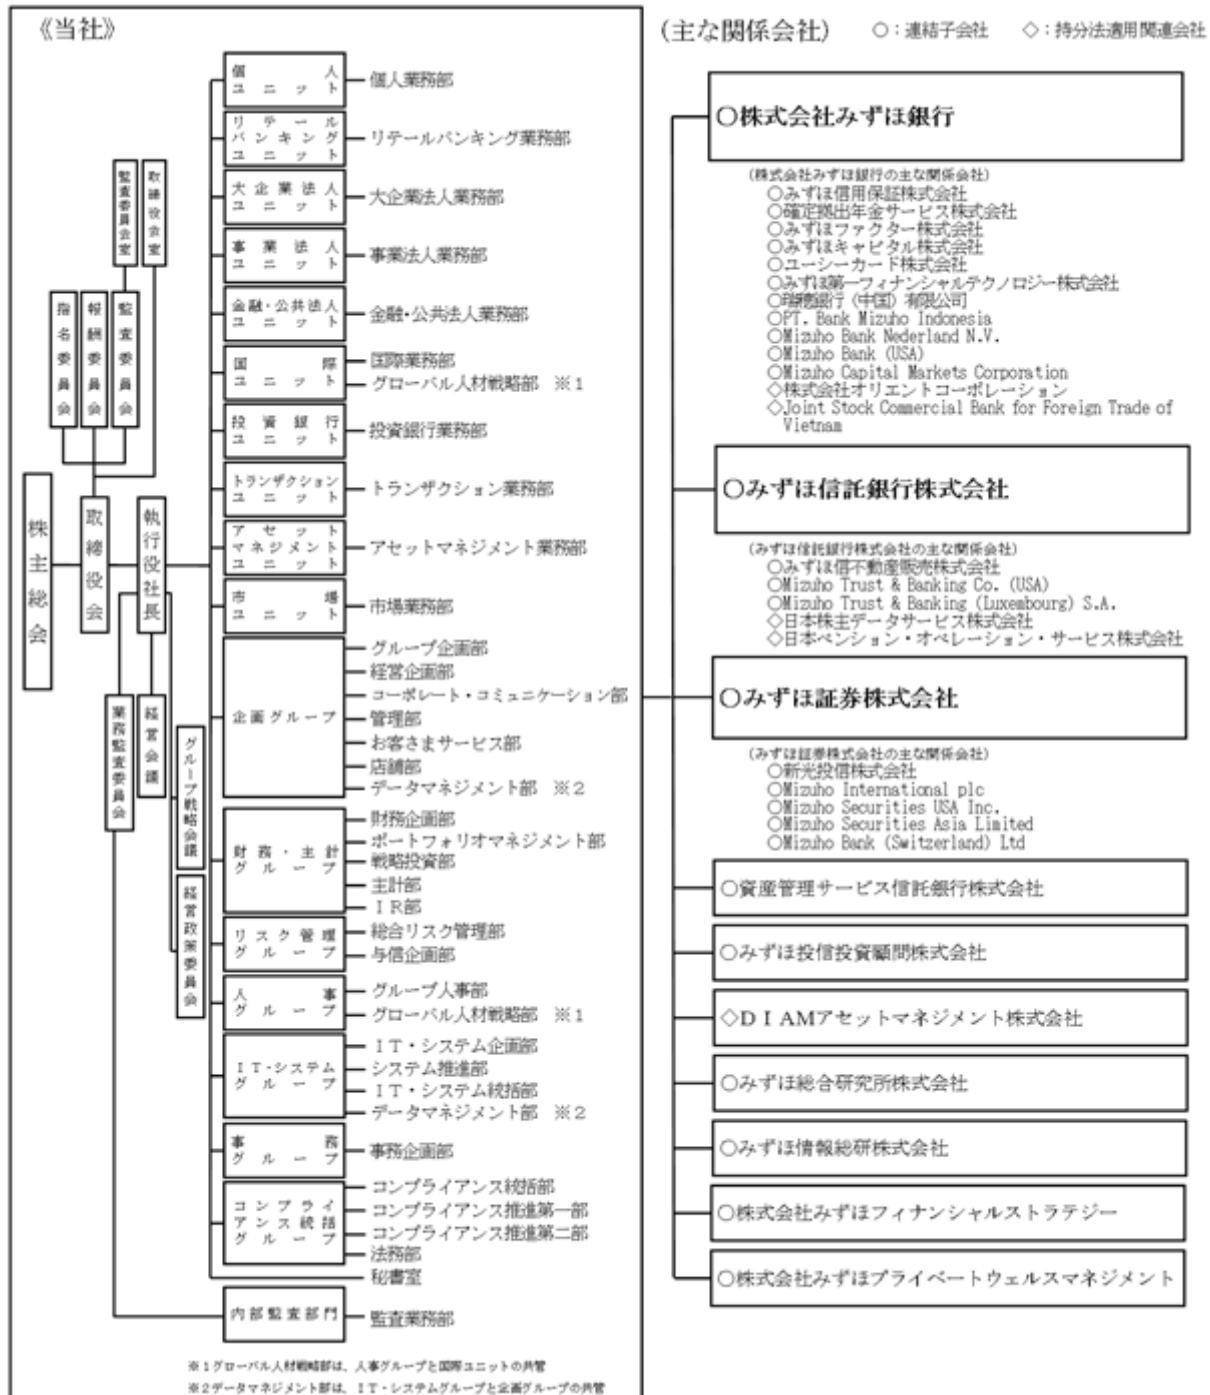 《当社》
(主な関係会社)
○：連結子会社
◇：持分法適用関連会社
株主総会
取締役会
指名委員会
報酬委員会
監査委員会
監査委員会室
取締役会室
執行役社長
業務監査委員会
経営会議
グループ戦略会議
経営政策委員会
個人
ユニット
個人業務部
リテール
バンキング
ユニット
リテールバンキング業務部
大企業法人
ユニット
大企業法人業務部
事業法人
ユニット
事業法人業務部
金融・公共法人
ユニット
金融・公共法人業務部
国際
ユニット
国際業務部
グローバル人材戦略部 ※1
投資銀行
ユニット
投資銀行業務部
トランザクション
ユニット
トランザクション業務部
アセット
マネジメント
ユニット
アセットマネジメント業務部
市場
ユニット
市場業務部
企画グループ
グループ企画部
経営企画部
コーポレート・コミュニケーション部
管理部
お客さまサービス部
店舗部
データマネジメント部 ※2
財務・主計
グループ
財務企画部
ポートフォリオマネジメント部
戦略投資部
主計部
ＩＲ部
リスク管理
グループ
総合リスク管理部
与信企画部
人事
グループ
グループ人事部
グローバル人材戦略部 ※1
ＩＴ・システム
グループ
ＩＴ・システム企画部
システム推進部
ＩＴ・システム統括部
データマネジメント部 ※2
事務
グループ
事務企画部
コンプライ
アンス統括
グループ
コンプライアンス統括部
コンプライアンス推進第一部
コンプライアンス推進第二部
法務部
秘書室
内部監査部門
監査業務部
※1グローバル人材戦略部は、人事グループと国際ユニットの共管
※2データマネジメント部は、ＩＴ・システムグループと企画グループの共管
○株式会社みずほ銀行
(株式会社みずほ銀行の主な関係会社)
○みずほ信用保証株式会社
○確定拠出年金サービス株式会社
○みずほファクター株式会社
○みずほキャピタル株式会社
○ユーシーカード株式会社
○みずほ第一フィナンシャルテクノロジー株式会社
○瑞穂銀行（中国）有限公司
○PT. Bank Mizuho Indonesia
○Mizuho Bank Nederland N.V.
○Mizuho Bank (USA)
○Mizuho Capital Markets Corporation
◇株式会社オリエントコーポレーション
◇Joint Stock Commercial Bank for Foreign Trade of
Vietnam
○みずほ信託銀行株式会社
(みずほ信託銀行株式会社の主な関係会社)
○みずほ信不動産販売株式会社
○Mizuho Trust & Banking Co. (USA)
○Mizuho Trust & Banking (Luxembourg) S.A.
◇日本株主データサービス株式会社
◇日本ペンション・オペレーション・サービス株式会社
○みずほ証券株式会社
(みずほ証券株式会社の主な関係会社)
○新光投信株式会社
○Mizuho International plc
○Mizuho Securities USA Inc.
○Mizuho Securities Asia Limited
○Mizuho Bank (Switzerland) Ltd
○資産管理サービス信託銀行株式会社
○みずほ投信投資顧問株式会社
◇ＤＩＡＭアセットマネジメント株式会社
○みずほ総合研究所株式会社
○みずほ情報総研株式会社
○株式会社みずほフィナンシャルストラテジー
○株式会社みずほプライベートウェルスマネジメント